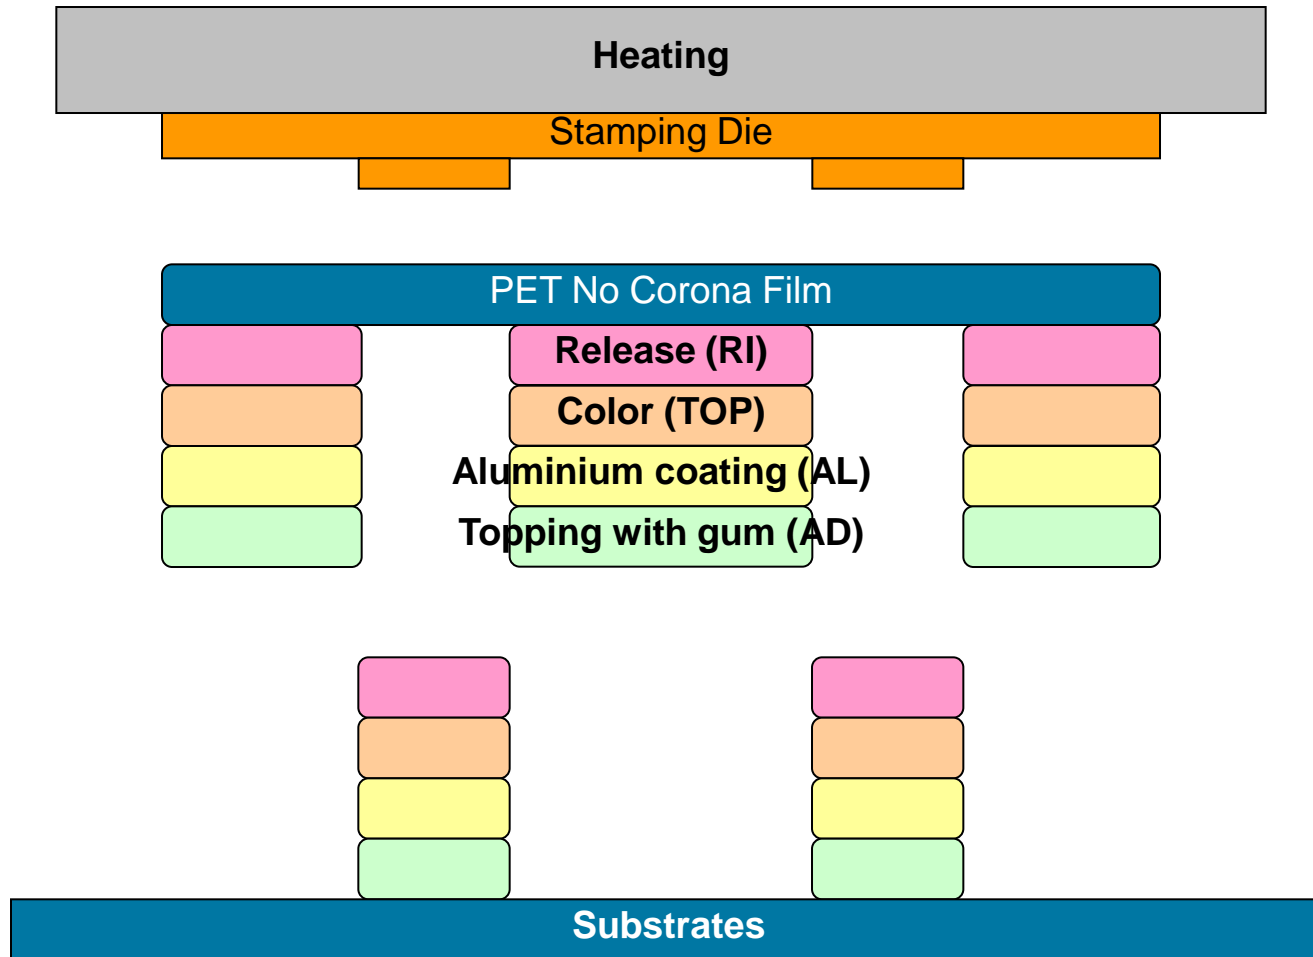 Heating
Stamping Die
PET No Corona Film
Release (RI)
Color (TOP)
Aluminium coating (AL)
Topping with gum (AD)
Substrates